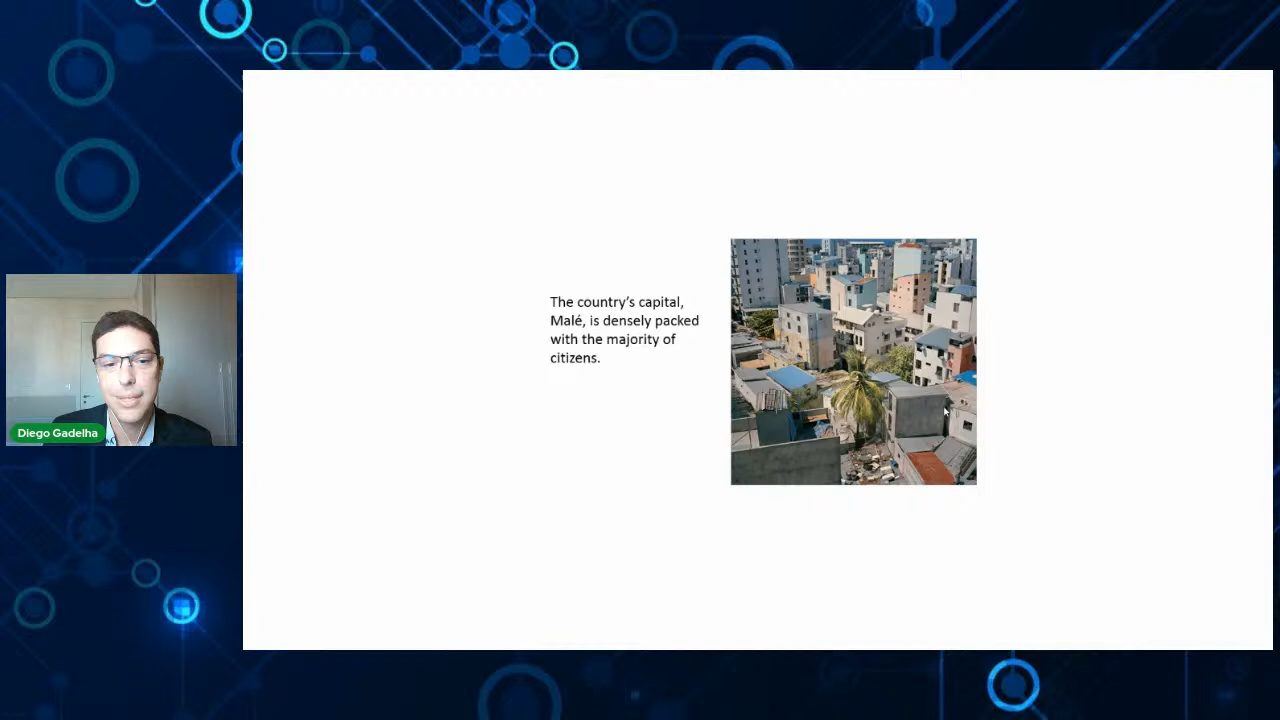 The country’s capital,
Malé, is densely packed
with the majority of
citizens.
Diego Gadelha